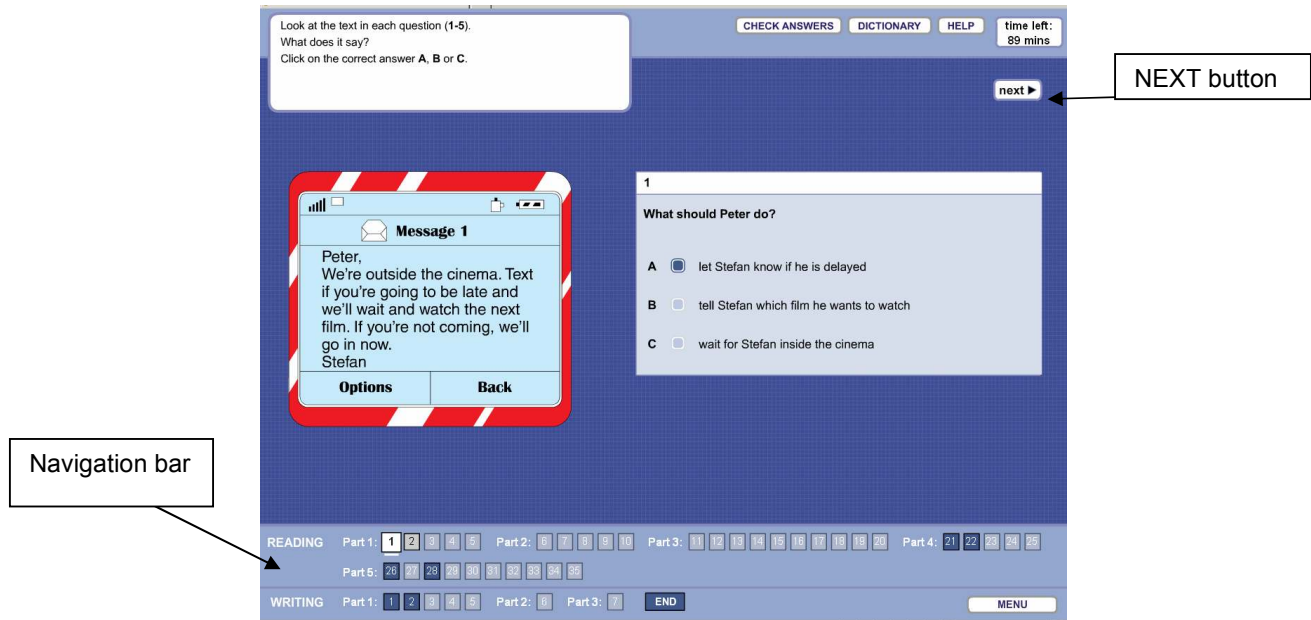 Look at the text in each question (1-5).
What does it say?
Click on the correct answer A, B or C.
CHECK ANSWERS DICTIONARY HELP time left:
89 mins
next
NEXT button
Message 1
Peter,
We're outside the cinema. Text
if you're going to be late and
we'll wait and watch the next
film. If you're not coming, we'll
go in now.
Stefan
Options Back
1
What should Peter do?
A let Stefan know if he is delayed
B tell Stefan which film he wants to watch
C wait for Stefan inside the cinema
Navigation bar
READING Part 1: 1 2 3 4 5 Part 2: 6 7 8 9 10 Part 3: 11 12 13 14 15 16 17 18 19 20 Part 4: 21 22 23 24 25
Part 5: 26 27 28 29 30 31 32 33 34 35
WRITING Part 1: 1 2 3 4 5 Part 2: 6 Part 3: 7 END MENU